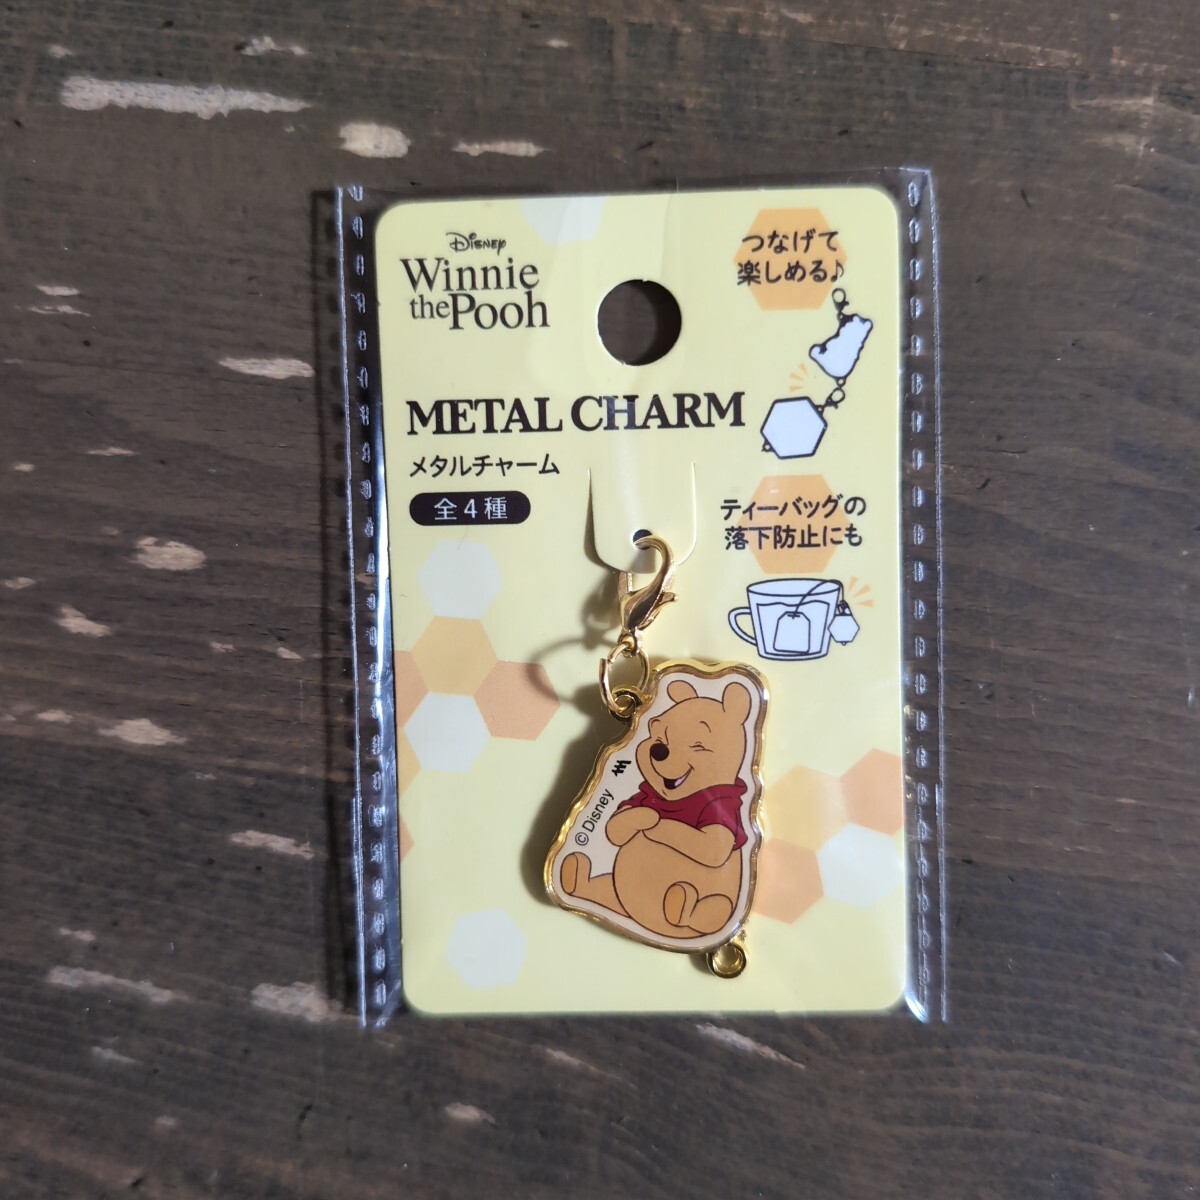 Disney
Winnie
the Pooh
METAL CHARM
メタルチャーム
全4種
つなげて
楽しめる♪
ティーバッグの
落下防止にも
© Disney